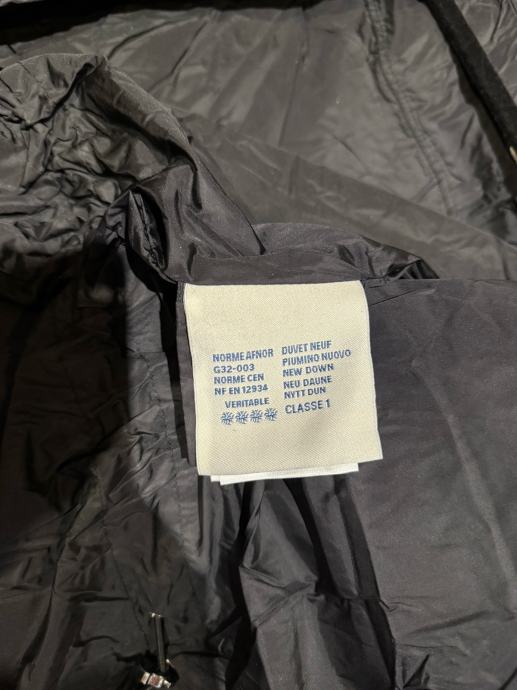 NORME AFNOR
G32-003
NORME CEN
NF EN 12934
VERITABLE
DUVET NEUF
PIUMINO NUOVO
NEW DOWN
NEU DAUNE
NYTT DUN
CLASSE 1